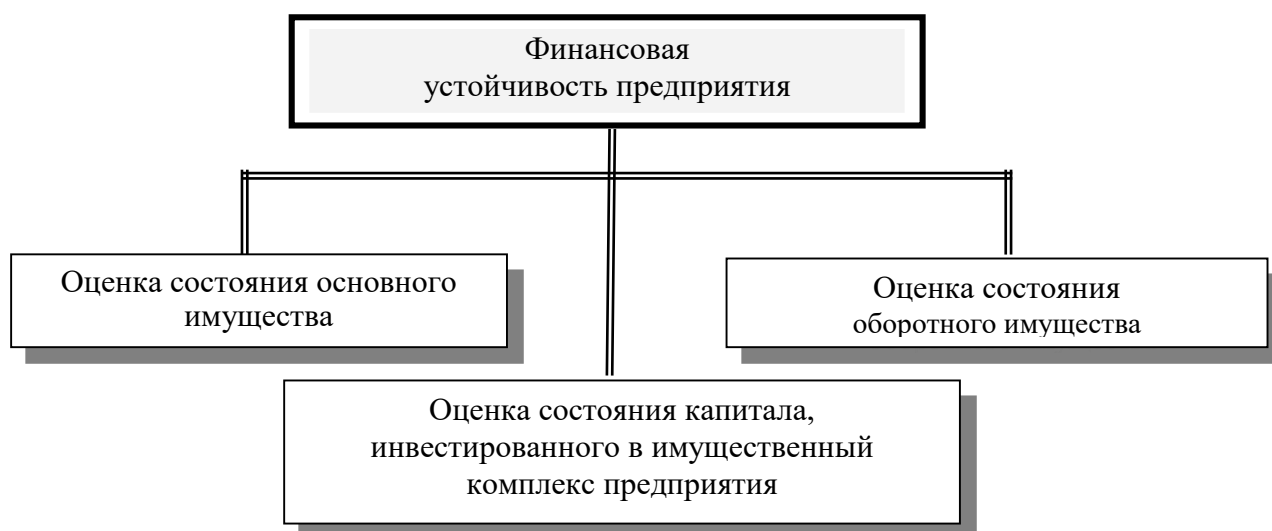 Финансовая
устойчивость предприятия
Оценка состояния основного
имущества
Оценка состояния
оборотного имущества
Оценка состояния капитала,
инвестированного в имущественный
комплекс предприятия